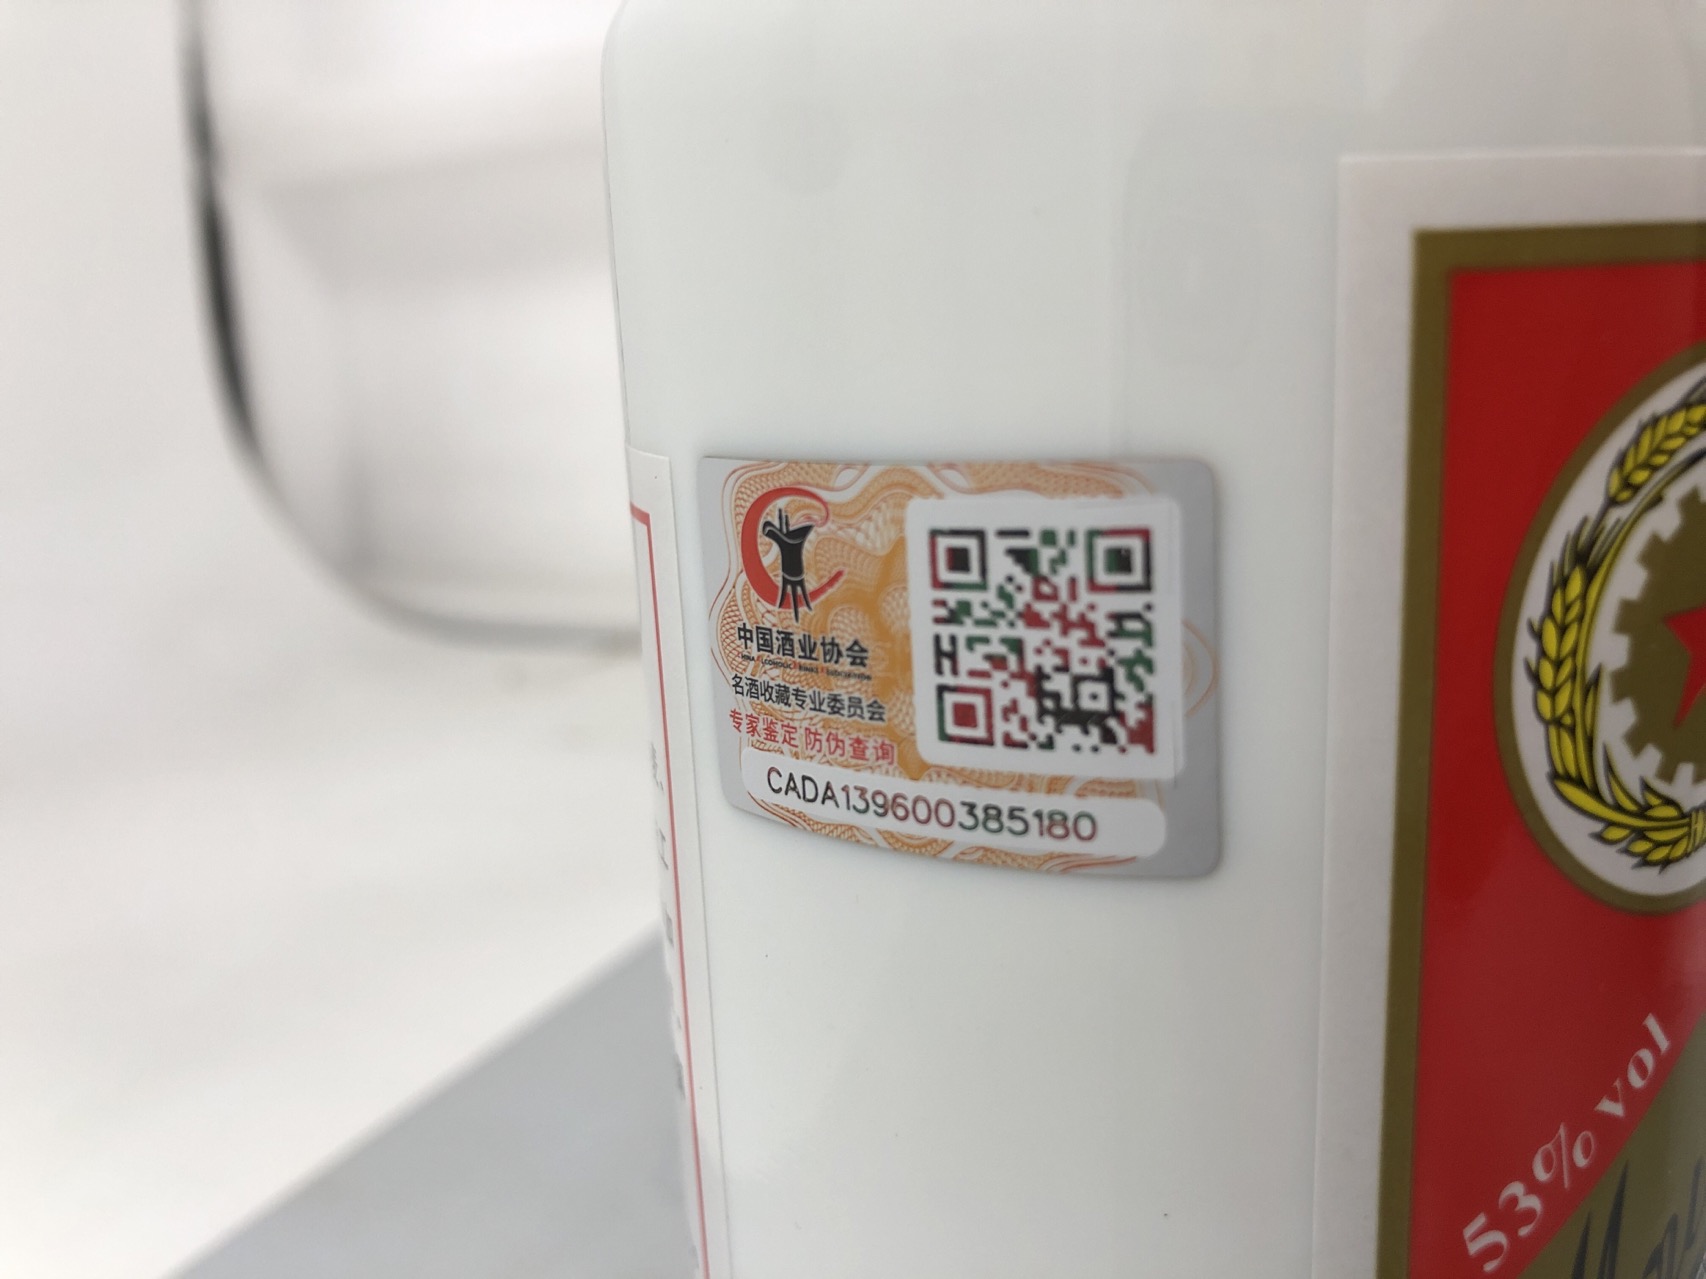 中国酒业协会
名酒收藏专业委员会
专家鉴定 防伪查询
CADA139600385180
53% vol